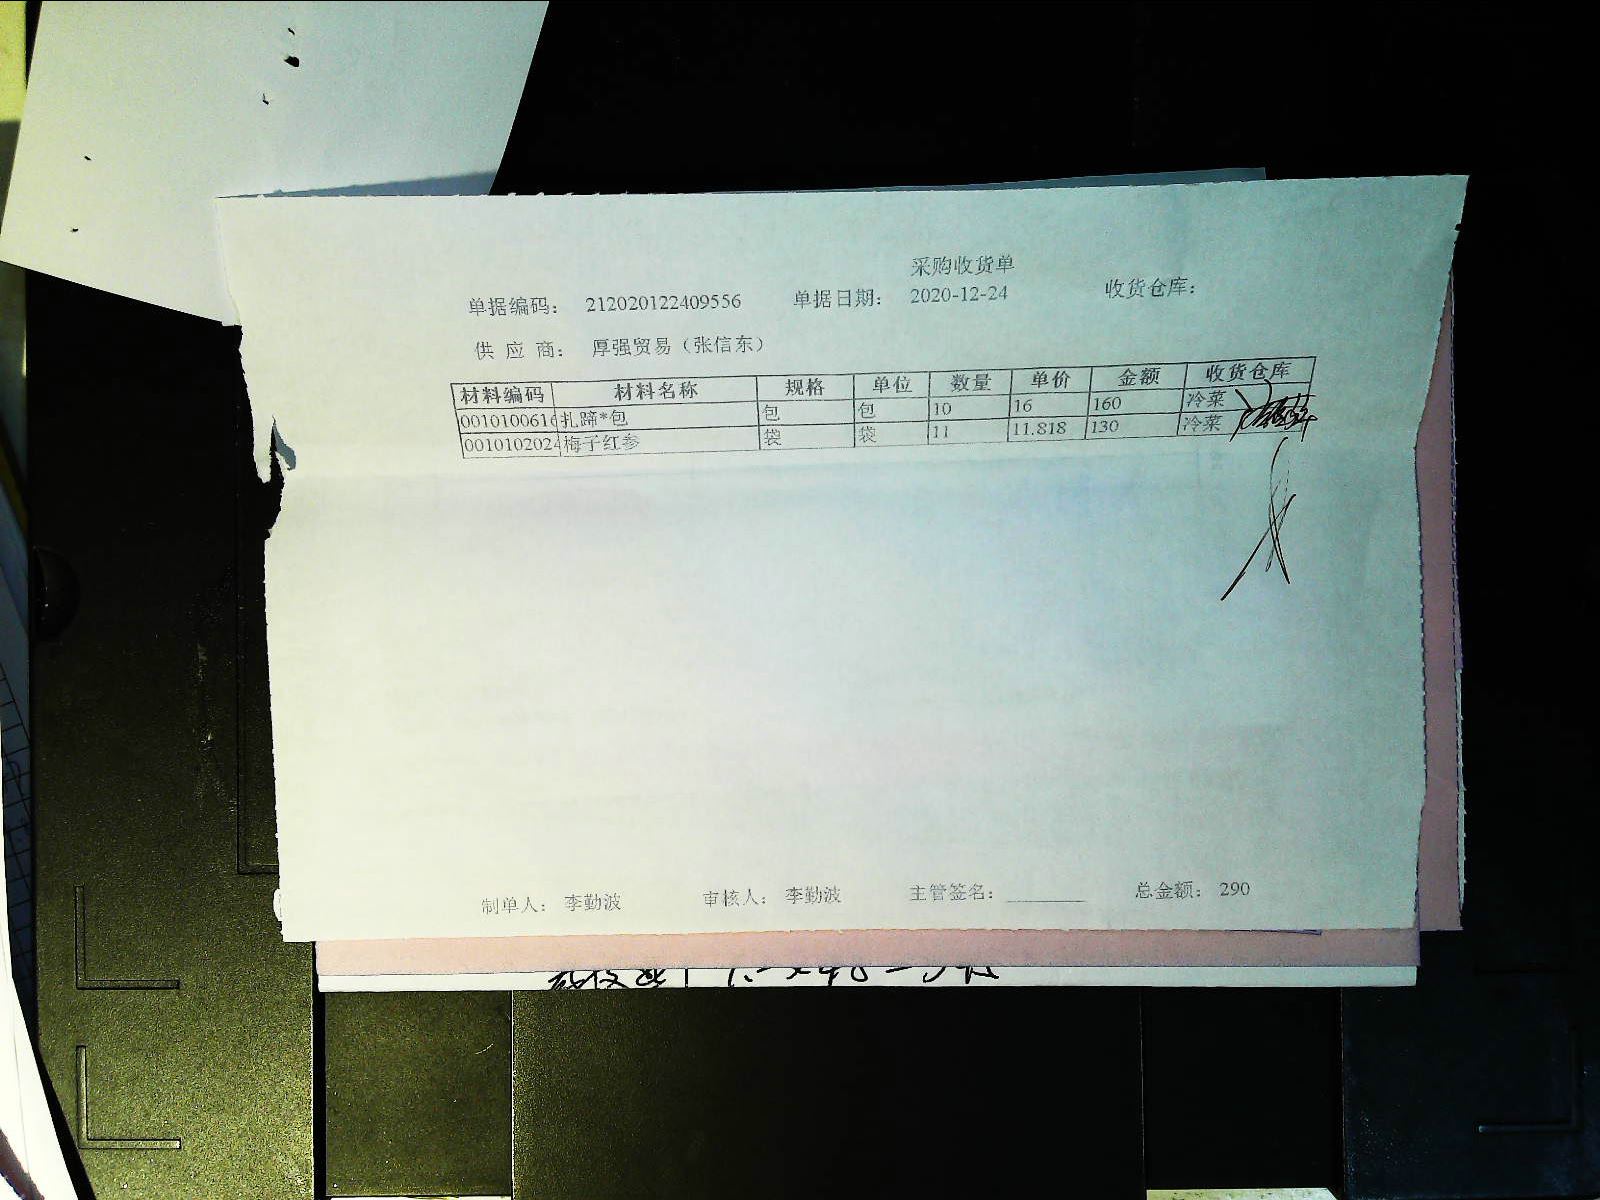 采购收货单
单据编码： 212020122409556 单据日期： 2020-12-24 收货仓库：
供 应 商： 厚强贸易（张信东）
材料编码 材料名称 规格 单位 数量 单价 金额 收货仓库
0010100616 扎蹄*包 包 包 10 16 160 冷菜
0010102024 梅子红参 袋 袋 11 11.818 130 冷菜
制单人： 李勤波 审核人： 李勤波 主管签名： 总金额： 290